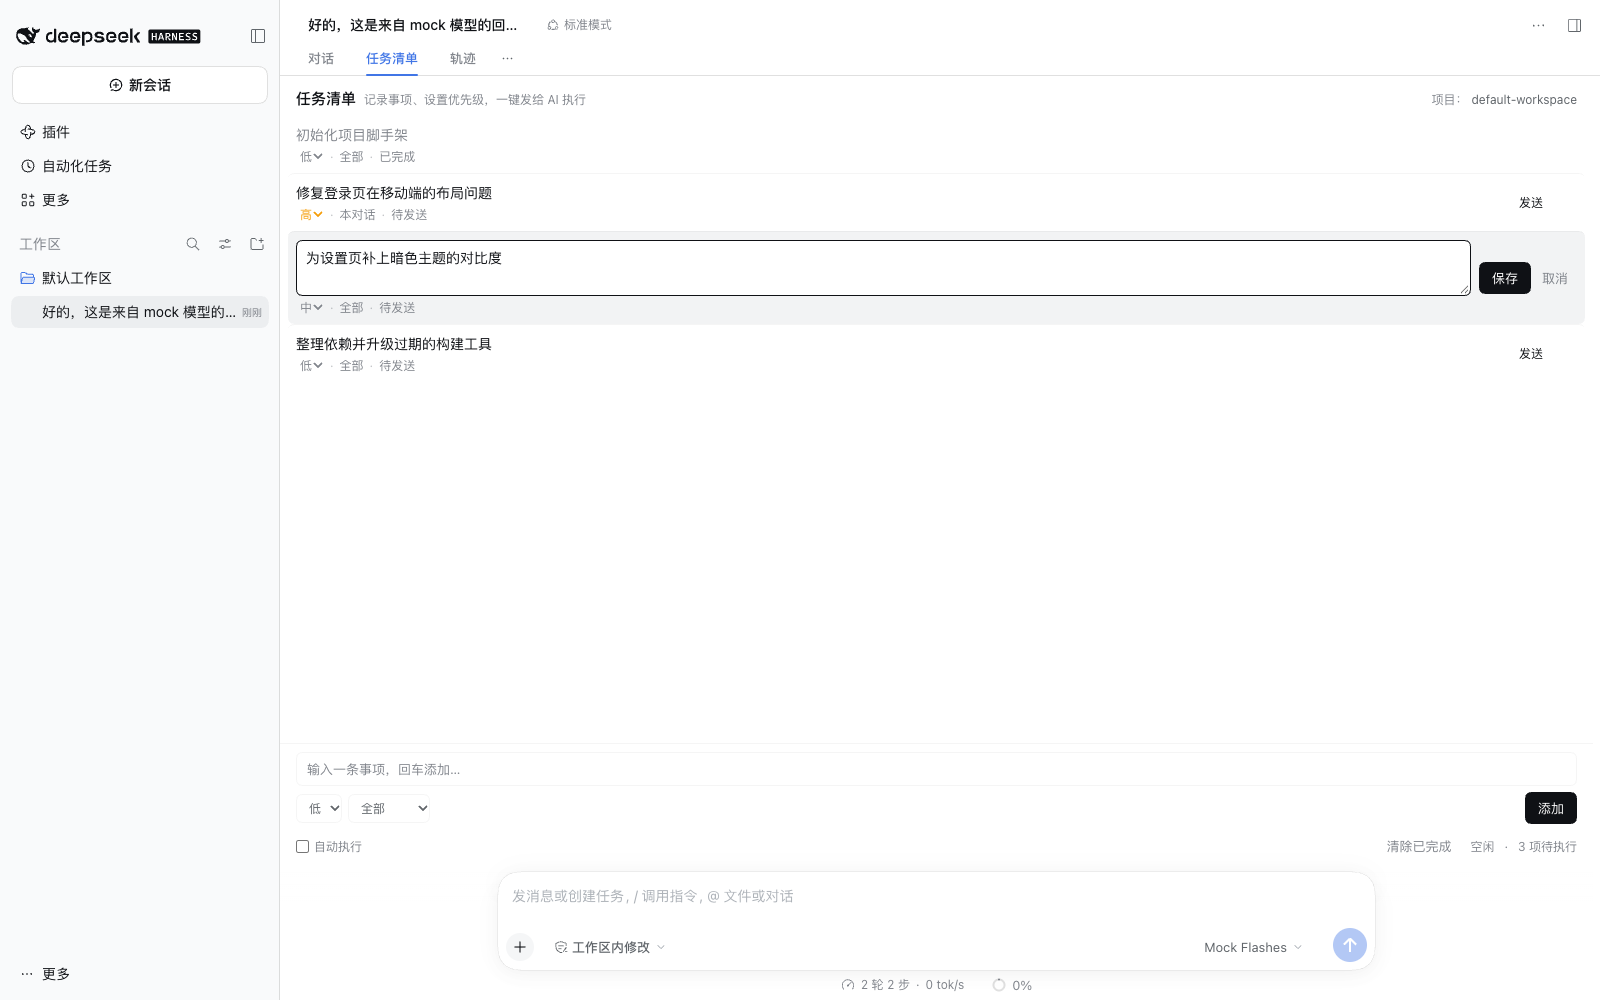 deepseek HARNESS
新会话
插件
自动化任务
更多
工作区
默认工作区
好的，这是来自 mock 模型的... 刚刚
... 更多
好的，这是来自 mock 模型的回... 标准模式
对话 任务清单 轨迹 ...
任务清单 记录事项、设置优先级，一键发给 AI 执行 项目： default-workspace
初始化项目脚手架
低 · 全部 · 已完成
修复登录页在移动端的布局问题
高 · 本对话 · 待发送
发送
为设置页补上暗色主题的对比度
保存 取消
中 · 全部 · 待发送
整理依赖并升级过期的构建工具
低 · 全部 · 待发送
发送
输入一条事项，回车添加...
低 全部 添加
自动执行 清除已完成 空闲 · 3 项待执行
发消息或创建任务, / 调用指令, @ 文件或对话
工作区内修改 Mock Flashes
2 轮 2 步 · 0 tok/s 0%